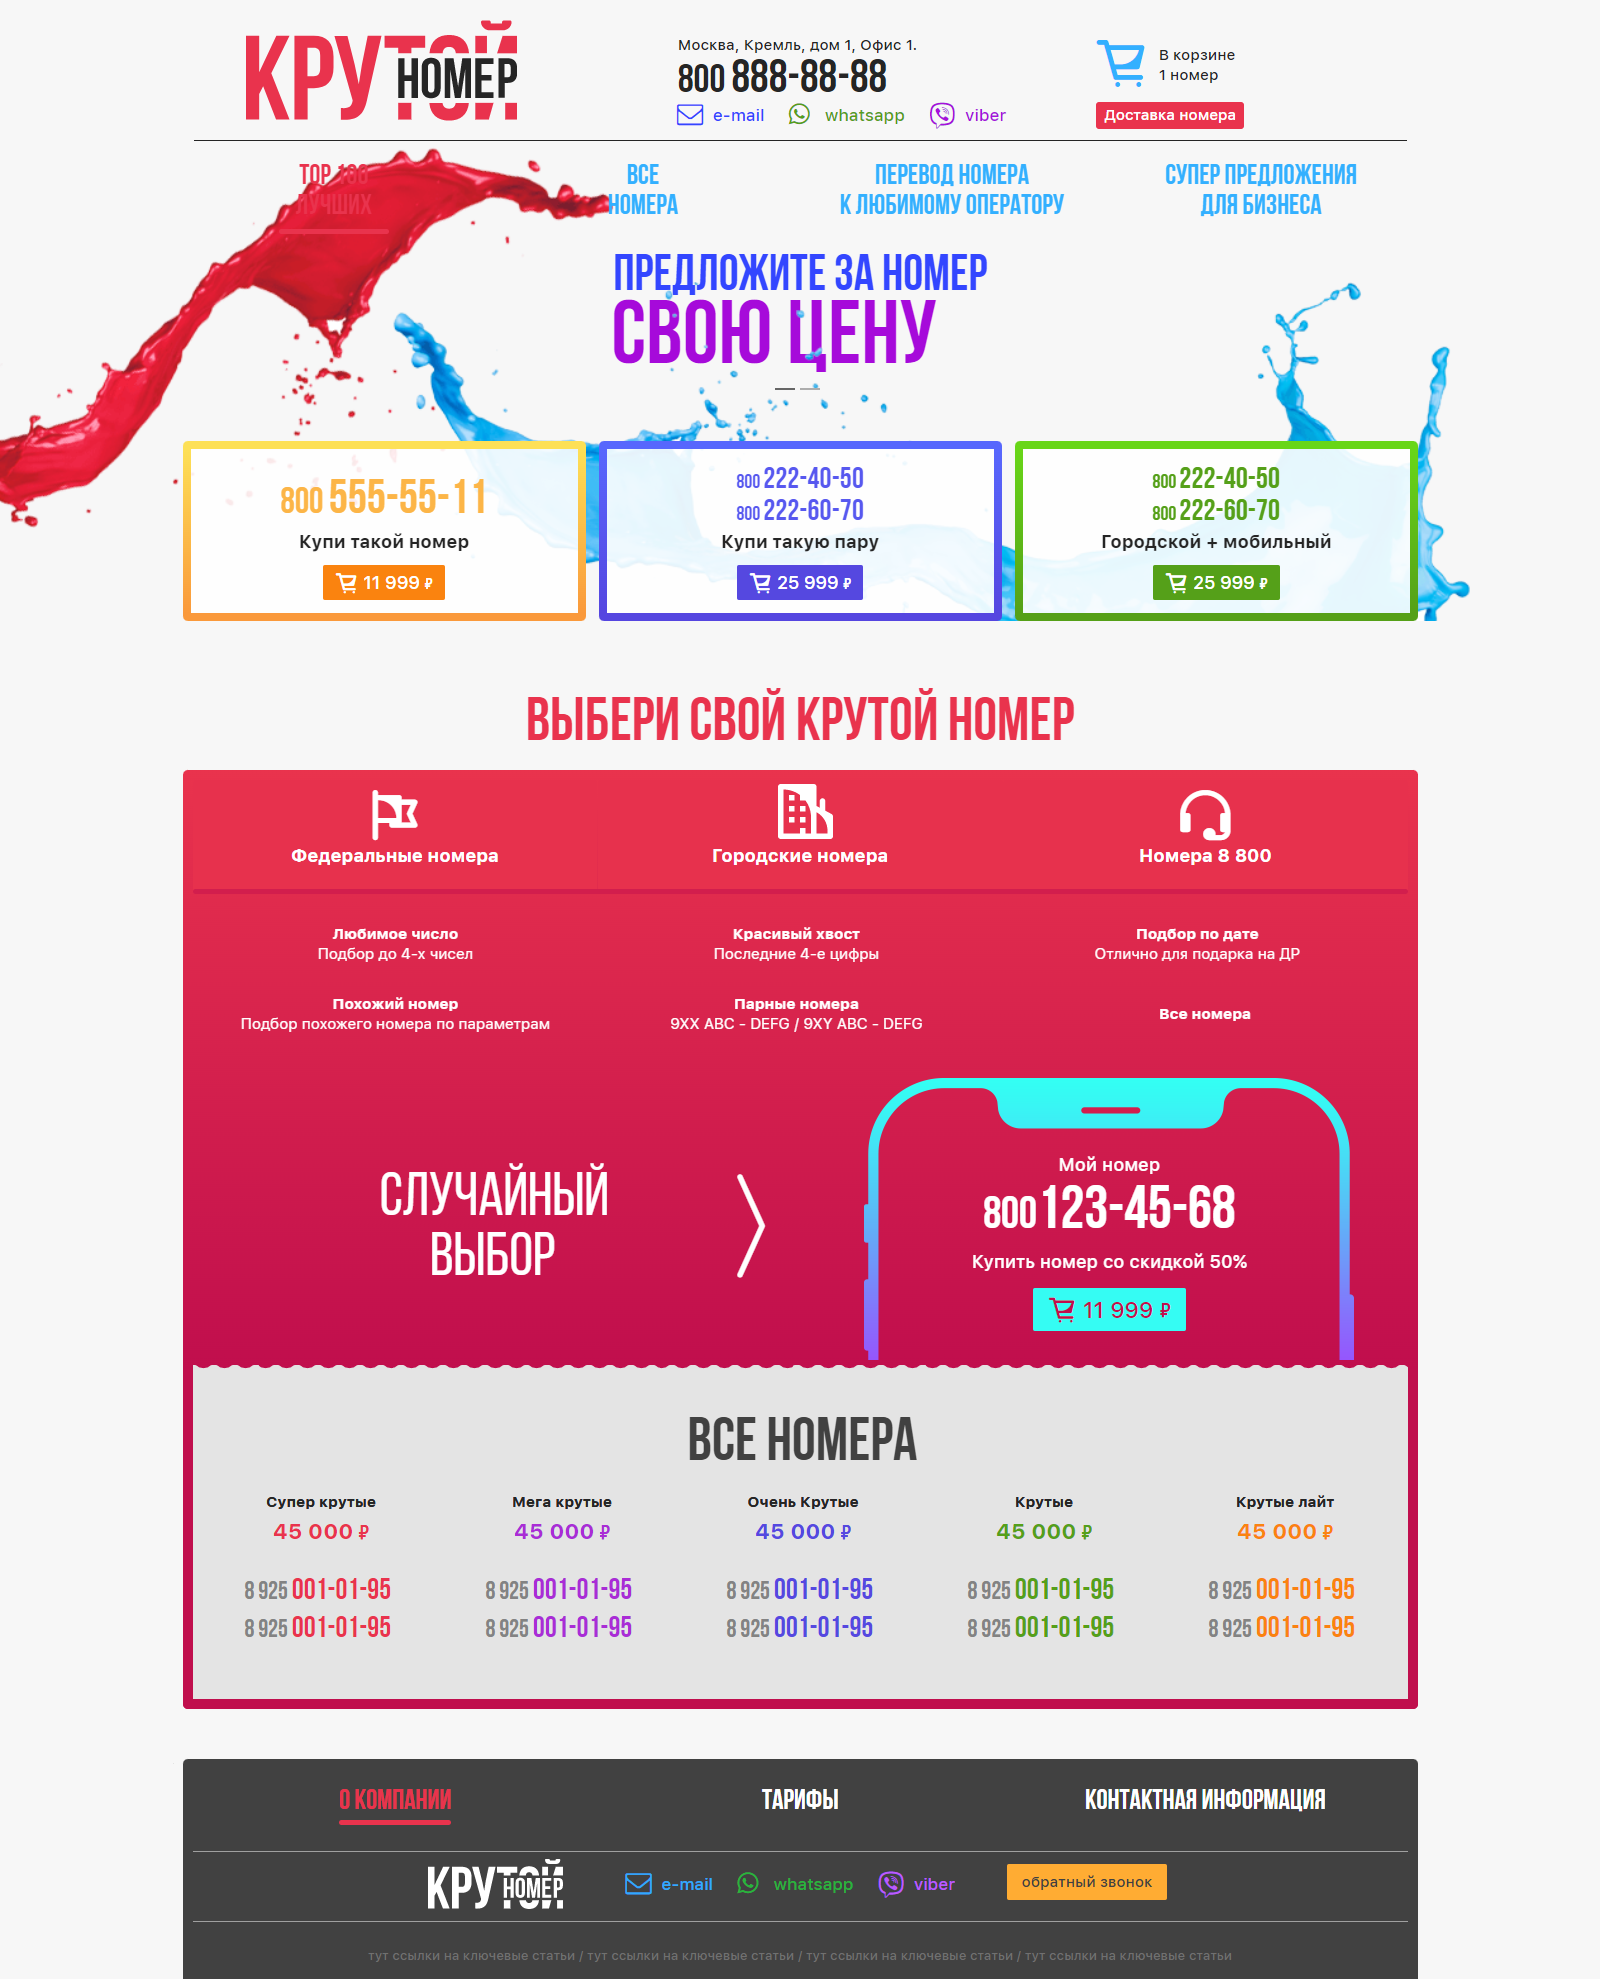 КРУТОЙ
НОМЕР
Москва, Кремль, дом 1, Офис 1.
800 888-88-88
e-mail whatsapp viber
В корзине
1 номер
Доставка номера
TOP 100
ЛУЧШИХ
ВСЕ
НОМЕРА
ПЕРЕВОД НОМЕРА
К ЛЮБИМОМУ ОПЕРАТОРУ
СУПЕР ПРЕДЛОЖЕНИЯ
ДЛЯ БИЗНЕСА
ПРЕДЛОЖИТЕ ЗА НОМЕР
СВОЮ ЦЕНУ
800 555-55-11
Купи такой номер
11 999 ₽
800 222-40-50
800 222-60-70
Купи такую пару
25 999 ₽
800 222-40-50
800 222-60-70
Городской + мобильный
25 999 ₽
ВЫБЕРИ СВОЙ КРУТОЙ НОМЕР
Федеральные номера
Городские номера
Номера 8 800
Любимое число
Подбор до 4-х чисел
Красивый хвост
Последние 4-е цифры
Подбор по дате
Отлично для подарка на ДР
Похожий номер
Подбор похожего номера по параметрам
Парные номера
9XX ABC - DEFG / 9XY ABC - DEFG
Все номера
СЛУЧАЙНЫЙ
ВЫБОР
Мой номер
800 123-45-68
Купить номер со скидкой 50%
11 999 ₽
ВСЕ НОМЕРА
Супер крутые
45 000 ₽
8 925 001-01-95
8 925 001-01-95
Мега крутые
45 000 ₽
8 925 001-01-95
8 925 001-01-95
Очень Крутые
45 000 ₽
8 925 001-01-95
8 925 001-01-95
Крутые
45 000 ₽
8 925 001-01-95
8 925 001-01-95
Крутые лайт
45 000 ₽
8 925 001-01-95
8 925 001-01-95
О КОМПАНИИ
ТАРИФЫ
КОНТАКТНАЯ ИНФОРМАЦИЯ
КРУТОЙ
НОМЕР
e-mail whatsapp viber
обратный звонок
тут ссылки на ключевые статьи / тут ссылки на ключевые статьи / тут ссылки на ключевые статьи / тут ссылки на ключевые статьи